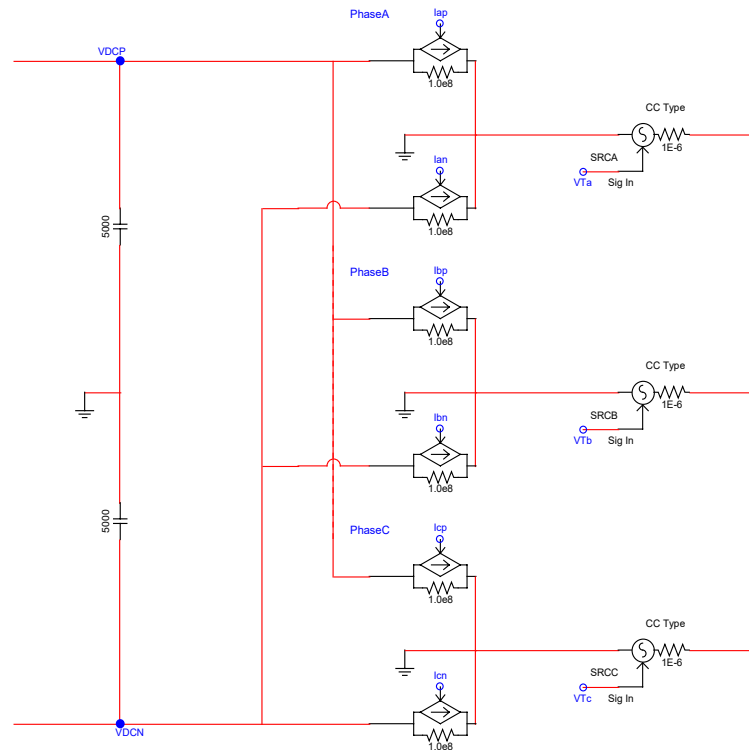 PhaseA
Iap
VDCP
1.0e8
CC Type
1E-6
SRCA
VTa
Sig In
Ian
1.0e8
5000
PhaseB
Ibp
1.0e8
CC Type
1E-6
SRCB
VTb
Sig In
Ibn
1.0e8
5000
PhaseC
Icp
1.0e8
CC Type
1E-6
SRCC
VTc
Sig In
Icn
VDCN
1.0e8